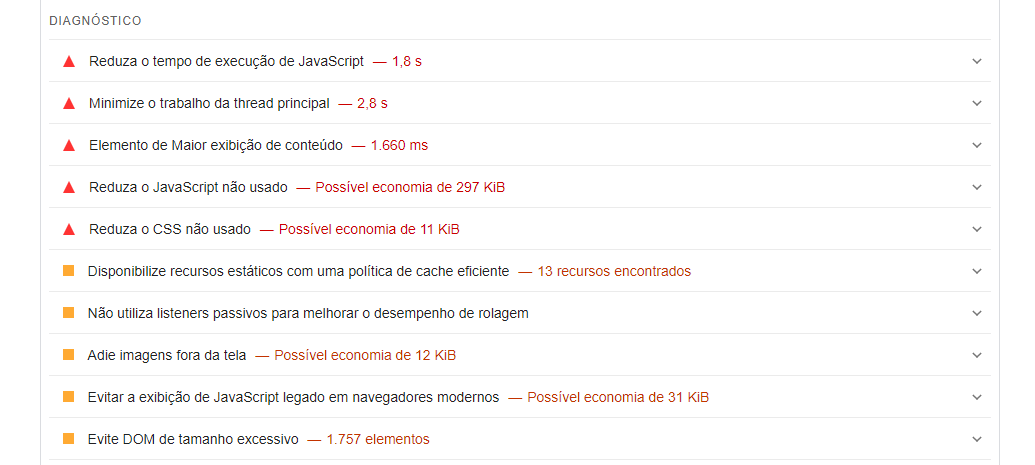 DIAGNÓSTICO
Reduza o tempo de execução de JavaScript — 1,8 s
Minimize o trabalho da thread principal — 2,8 s
Elemento de Maior exibição de conteúdo — 1.660 ms
Reduza o JavaScript não usado — Possível economia de 297 KiB
Reduza o CSS não usado — Possível economia de 11 KiB
Disponibilize recursos estáticos com uma política de cache eficiente — 13 recursos encontrados
Não utiliza listeners passivos para melhorar o desempenho de rolagem
Adie imagens fora da tela — Possível economia de 12 KiB
Evitar a exibição de JavaScript legado em navegadores modernos — Possível economia de 31 KiB
Evite DOM de tamanho excessivo — 1.757 elementos